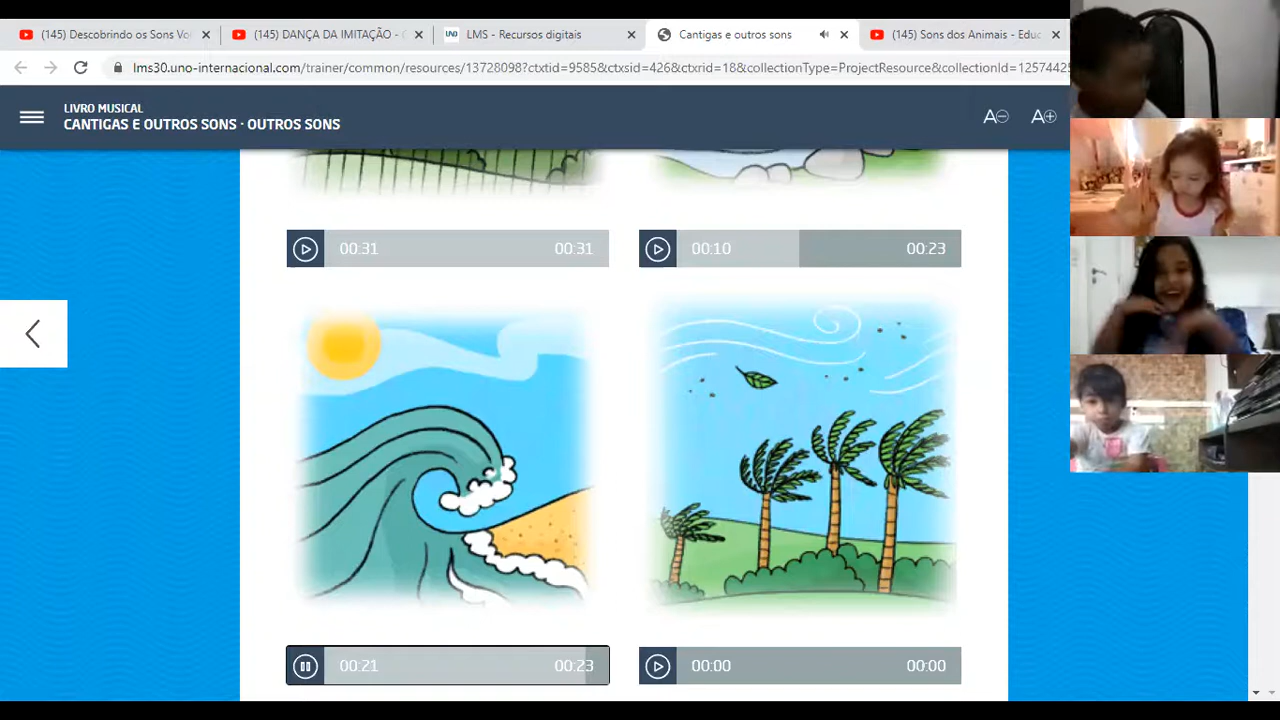 (145) Descobrindo os Sons Vo
(145) DANÇA DA IMITAÇÃO - G
UNO LMS - Recursos digitais
Cantigas e outros sons
(145) Sons dos Animais - Educ
lms30.uno-internacional.com/trainer/common/resources/13728098?ctxtid=9585&ctxsid=426&ctxrid=18&collectionType=ProjectResource&collectionId=12574425
LIVRO MUSICAL
CANTIGAS E OUTROS SONS · OUTROS SONS
A A
00:31 00:31
00:10 00:23
00:21 00:23
00:00 00:00